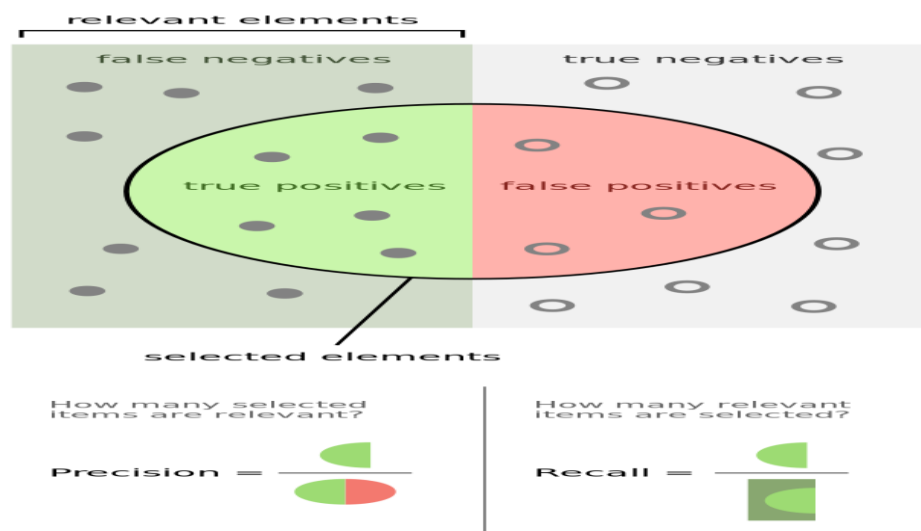 relevant elements
false negatives
true negatives
true positives
false positives
selected elements
How many selected
items are relevant?
How many relevant
items are selected?
Precision =
Recall =